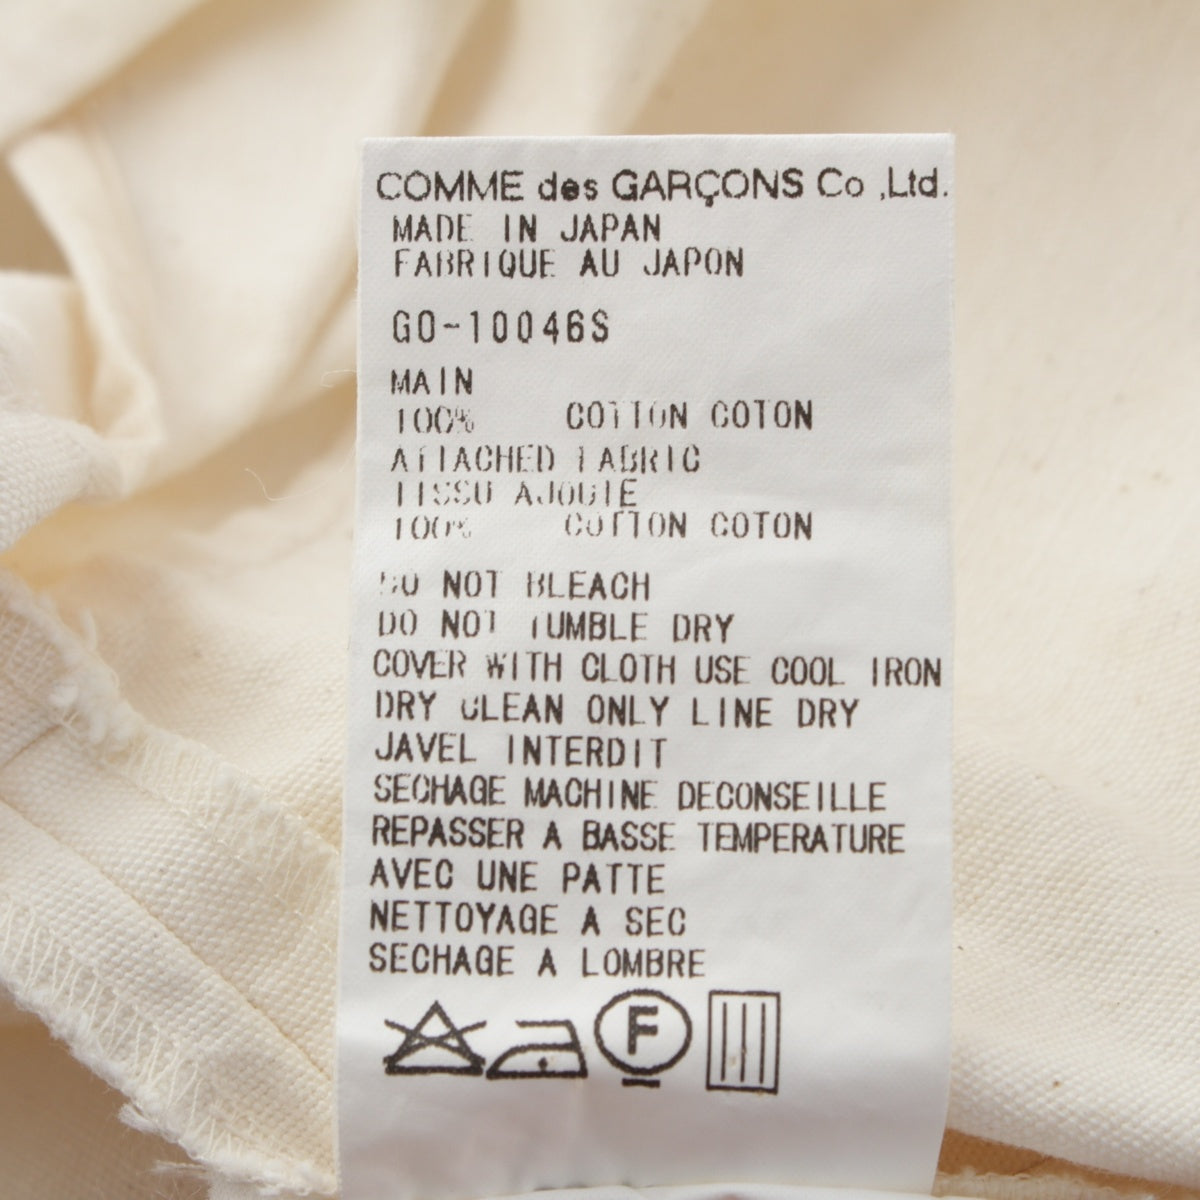 COMME des GARÇONS Co ,Ltd.
MADE IN JAPAN
FABRIQUE AU JAPON
GO-10046S
MAIN
100% COTTON COTON
ATTACHED FABRIC
TISSU AJOUTE
100% COTTON COTON
DO NOT BLEACH
DO NOT TUMBLE DRY
COVER WITH CLOTH USE COOL IRON
DRY CLEAN ONLY LINE DRY
JAVEL INTERDIT
SECHAGE MACHINE DECONSEILLE
REPASSER A BASSE TEMPERATURE
AVEC UNE PATTE
NETTOYAGE A SEC
SECHAGE A LOMBRE
F